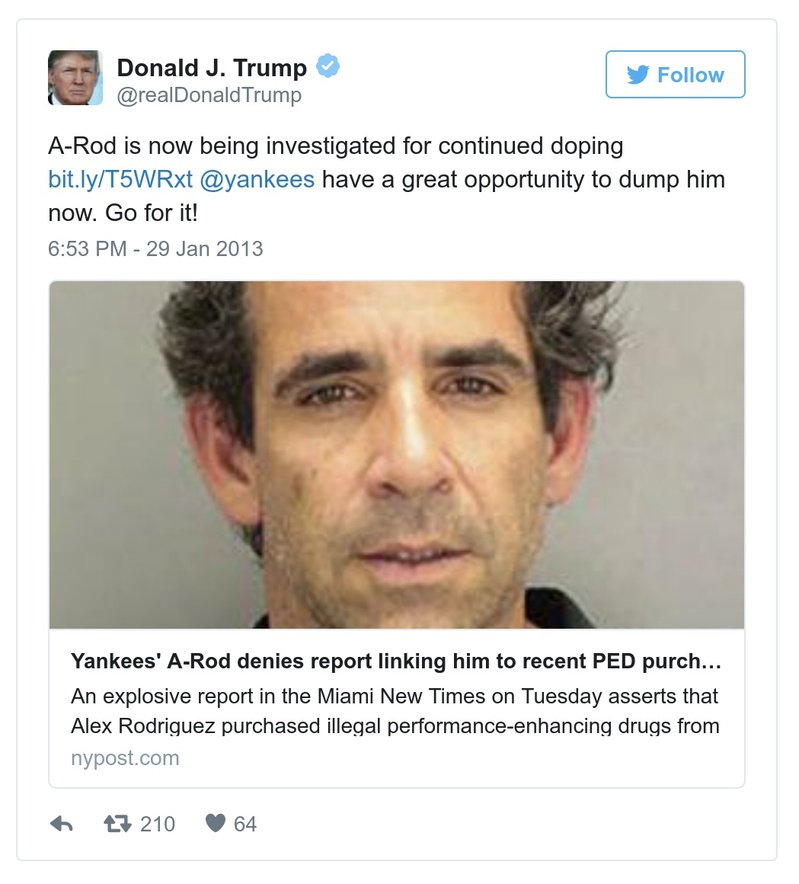 Donald J. Trump
@realDonaldTrump
Follow
A-Rod is now being investigated for continued doping
bit.ly/T5WRxt @yankees have a great opportunity to dump him
now. Go for it!
6:53 PM - 29 Jan 2013
Yankees' A-Rod denies report linking him to recent PED purch...
An explosive report in the Miami New Times on Tuesday asserts that
Alex Rodriguez purchased illegal performance-enhancing drugs from
nypost.com
210
64